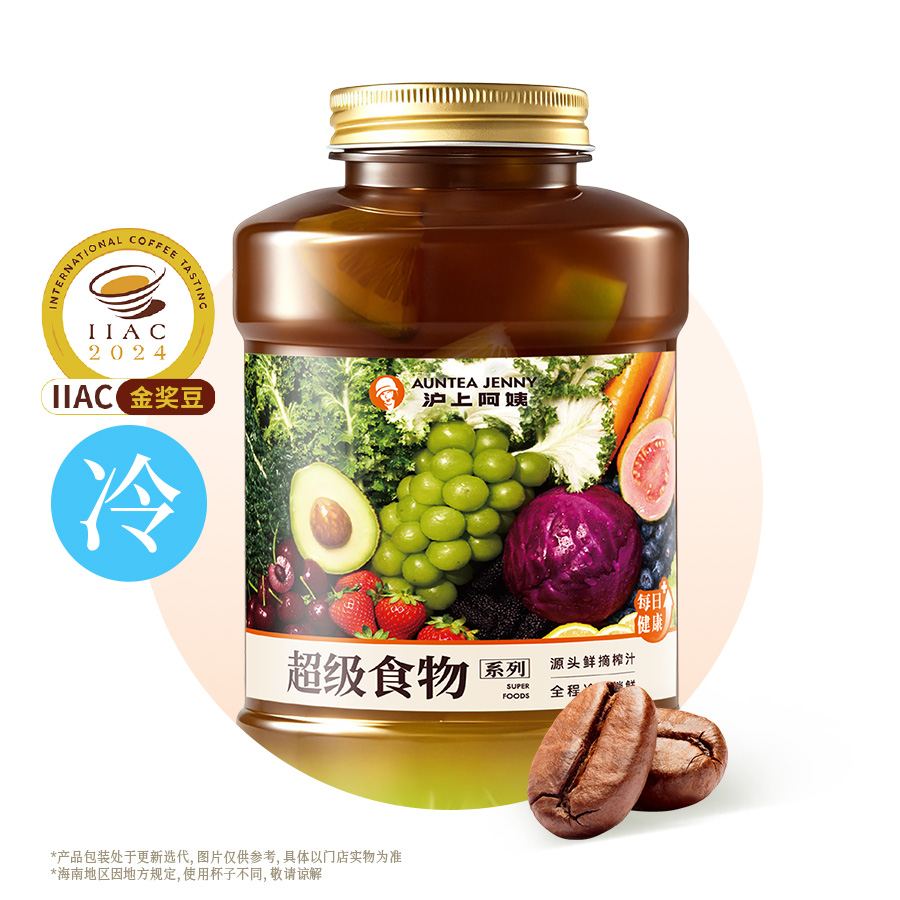 INTERNATIONAL COFFEE TASTING
IIAC
2024
IIAC 金奖豆
冷
AUNTEA JENNY
沪上阿姨
每日
健康
超级食物 系列
SUPER
FOODS
源头鲜摘榨汁
全程
*产品包装处于更新迭代, 图片仅供参考, 具体以门店实物为准
*海南地区因地方规定, 使用杯子不同, 敬请谅解